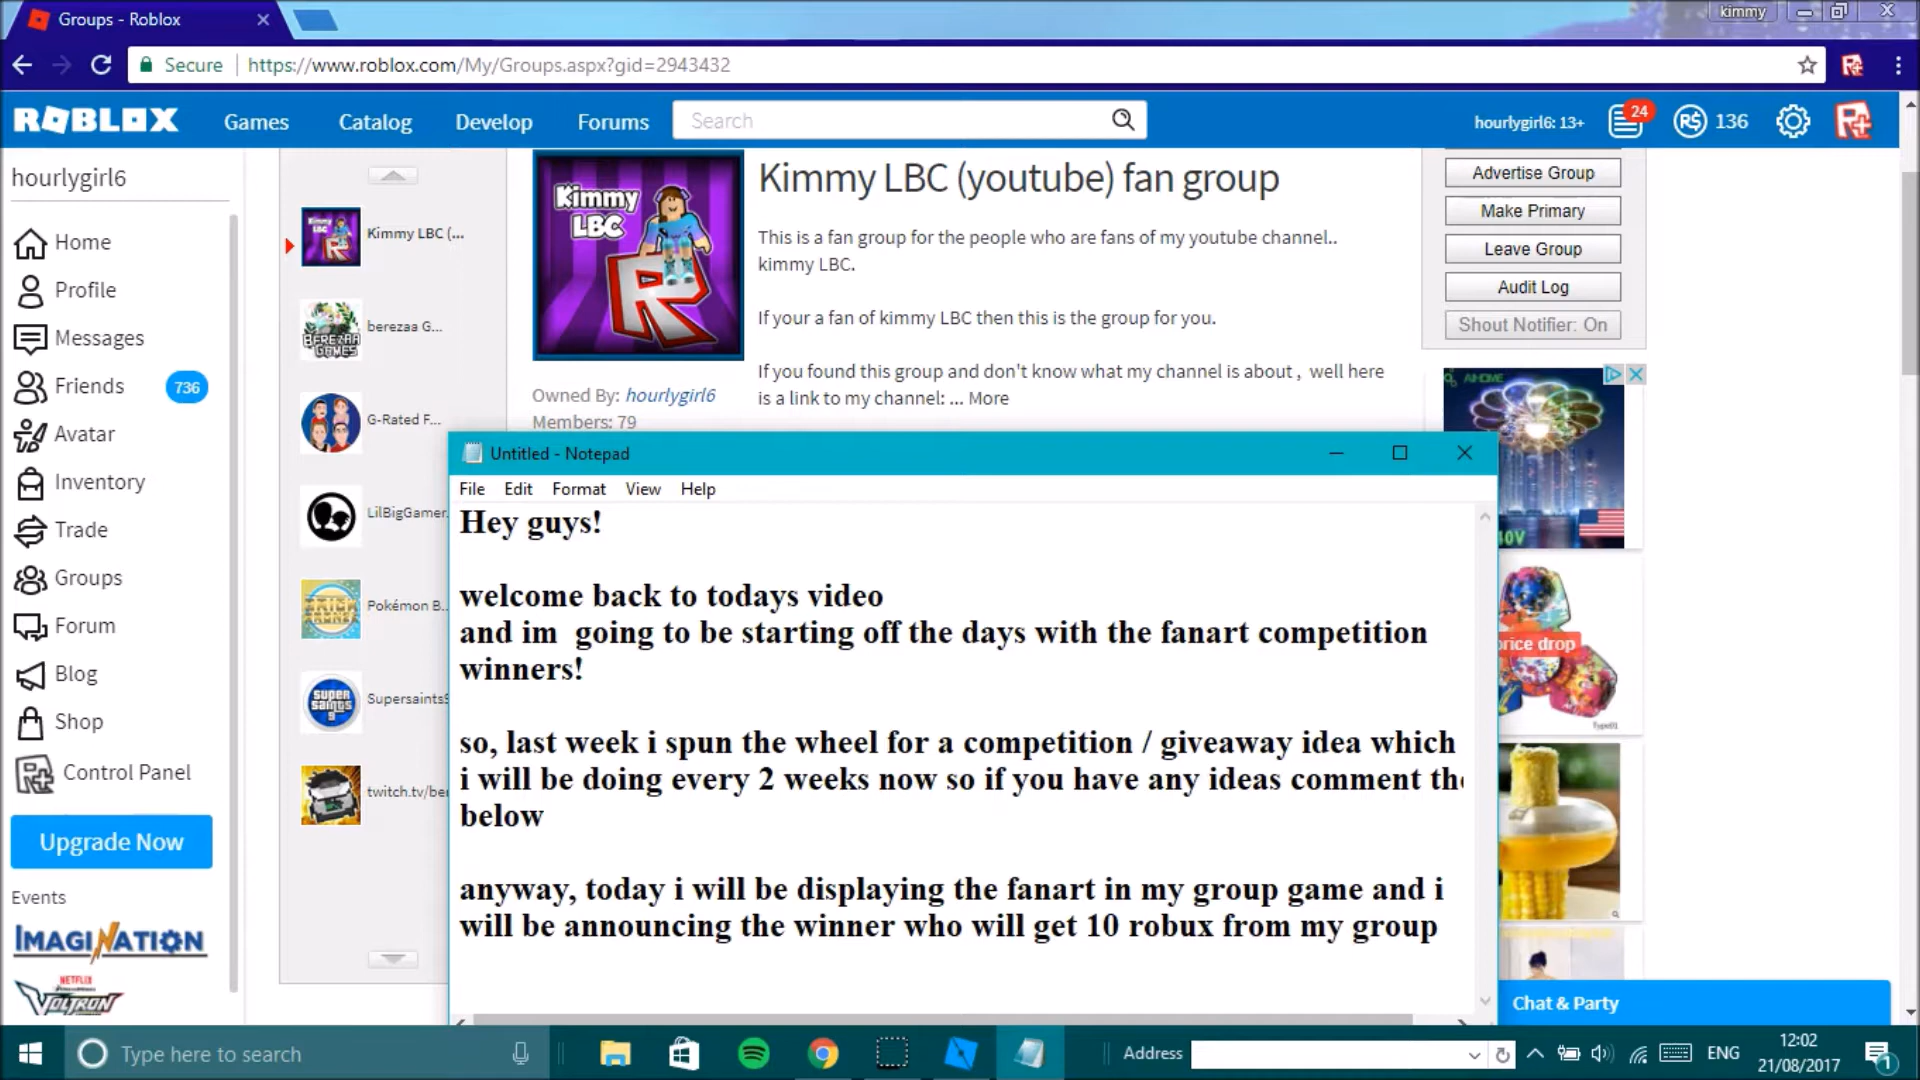 Groups - Roblox
kimmy
Secure
https://www.roblox.com/My/Groups.aspx?gid=2943432
ROBLOX
Games
Catalog
Develop
Forums
Search
hourlygirl6: 13+
24
R$
136
hourlygirl6
Home
Profile
Messages
Friends
736
Avatar
Inventory
Trade
Groups
Forum
Blog
Shop
Control Panel
Upgrade Now
Events
IMAGINATION
NETFLIX
VOLTRON
Kimmy LBC (...
berezaa G...
BEREZAA
GAMES
G-Rated F...
LilBigGamer
Pokémon B..
Supersaints
SUPER
SAINTS
9
twitch.tv/be
Kimmy
LBC
Owned By: hourlygirl6
Members: 79
Kimmy LBC (youtube) fan group
This is a fan group for the people who are fans of my youtube channel..
kimmy LBC.
If your a fan of kimmy LBC then this is the group for you.
If you found this group and don't know what my channel is about , well here
is a link to my channel: ... More
Advertise Group
Make Primary
Leave Group
Audit Log
Shout Notifier: On
AIHOME
price drop
Type01
Untitled - Notepad
File
Edit
Format
View
Help
Hey guys!
welcome back to todays video
and im  going to be starting off the days with the fanart competition
winners!
so, last week i spun the wheel for a competition / giveaway idea which
i will be doing every 2 weeks now so if you have any ideas comment the
below
anyway, today i will be displaying the fanart in my group game and i
will be announcing the winner who will get 10 robux from my group
Chat & Party
Type here to search
Address
ENG
12:02
21/08/2017
1